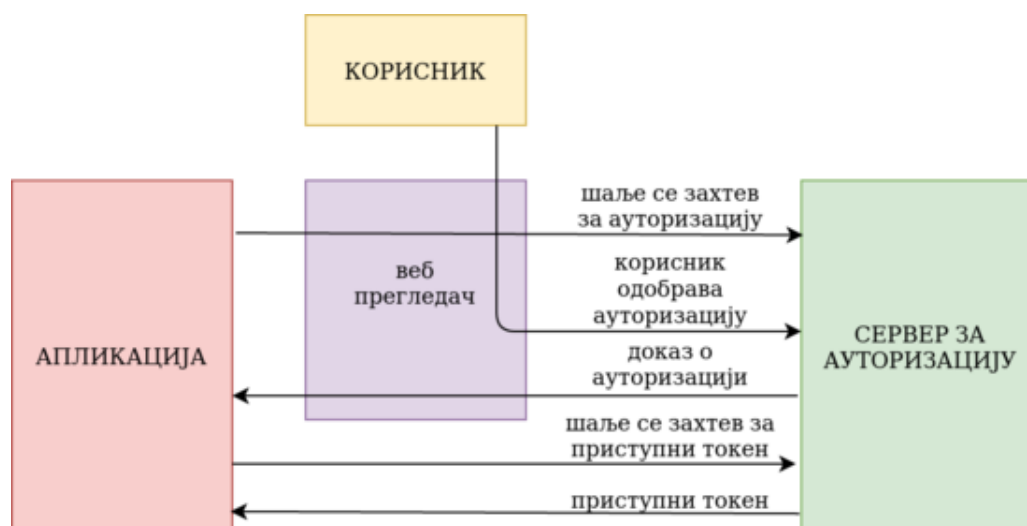 КОРИСНИК
шаље се захтев
за ауторизацију
веб
прегледач
корисник
одобрава
ауторизацију
АПЛИКАЦИЈА
СЕРВЕР ЗА
АУТОРИЗАЦИЈУ
доказ о
ауторизацији
шаље се захтев за
приступни токен
приступни токен